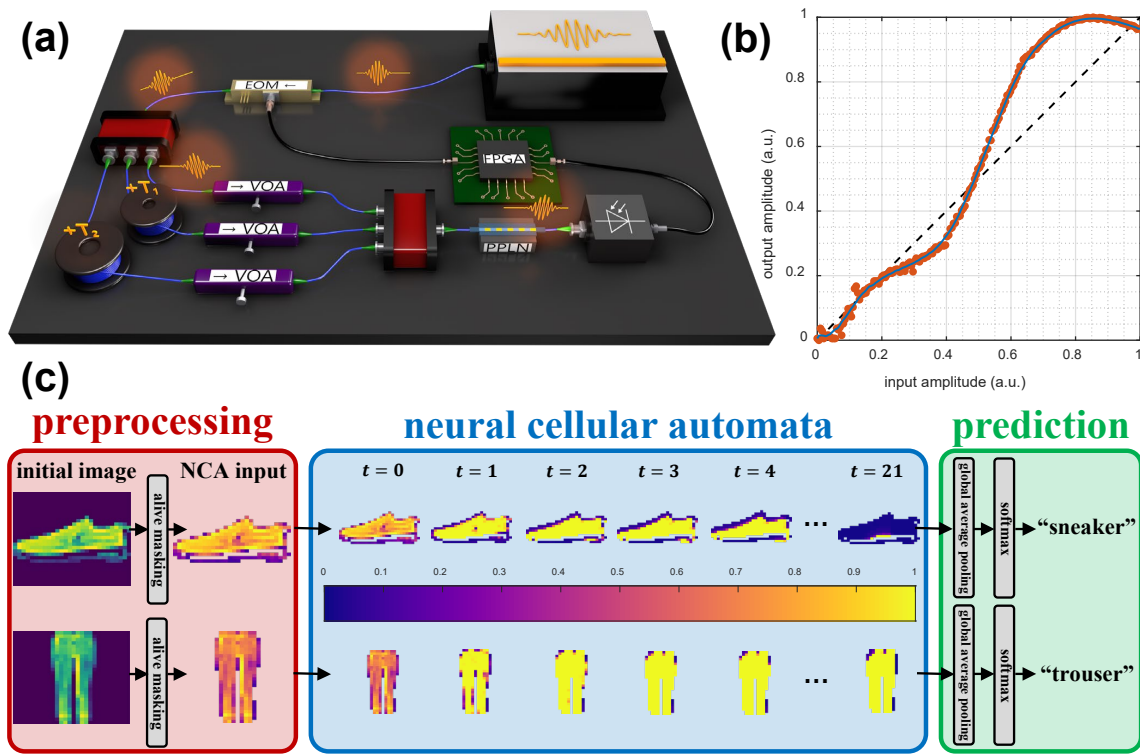 (a)
EOM ←
FPGA
+T₁
+T₂
→ VOA
→ VOA
→ VOA
PPLN
(b)
output amplitude (a.u.)
1
0.8
0.6
0.4
0.2
0
0
0.2
0.4
0.6
0.8
1
input amplitude (a.u.)
(c)
preprocessing
neural cellular automata
prediction
initial image
NCA input
alive masking
t = 0
t = 1
t = 2
t = 3
t = 4
...
t = 21
global average pooling
softmax
“sneaker”
0
0.1
0.2
0.3
0.4
0.5
0.6
0.7
0.8
0.9
1
alive masking
...
global average pooling
softmax
“trouser”